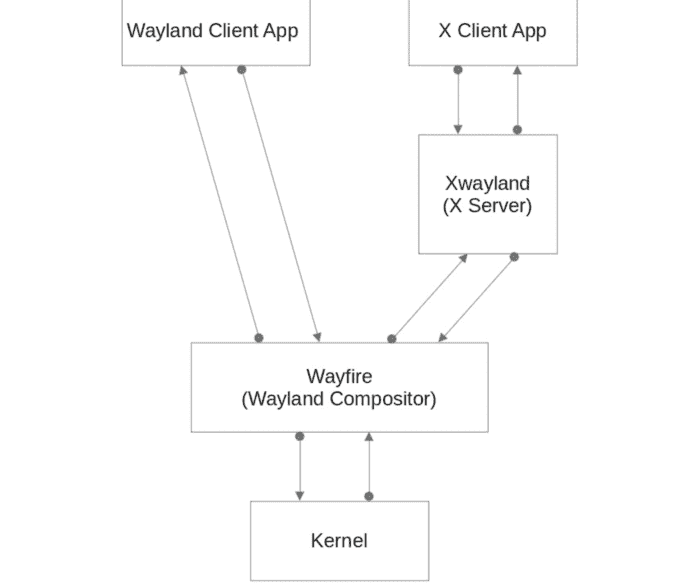 Wayland Client App
X Client App
Xwayland
(X Server)
Wayfire
(Wayland Compositor)
Kernel